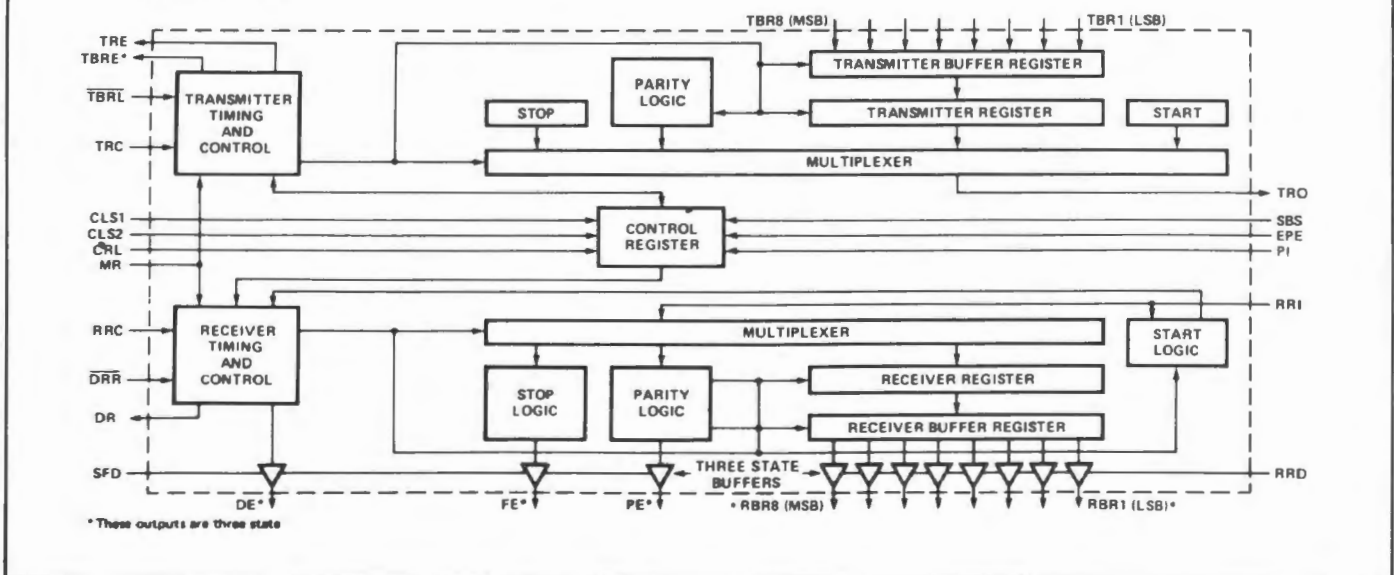 TBR8 (MSB)
TBR1 (LSB)
TRE
TBRE*
TBRL
TRC
TRANSMITTER
TIMING
AND
CONTROL
TRANSMITTER BUFFER REGISTER
PARITY
LOGIC
STOP
TRANSMITTER REGISTER
START
MULTIPLEXER
TRO
CLS1
CLS2
CRL
MR
CONTROL
REGISTER
SBS
EPE
PI
RRI
RRC
DRR
DR
RECEIVER
TIMING
AND
CONTROL
MULTIPLEXER
START
LOGIC
STOP
LOGIC
PARITY
LOGIC
RECEIVER REGISTER
RECEIVER BUFFER REGISTER
SFD
THREE STATE
BUFFERS
RRD
DE*
FE*
PE*
* RBR8 (MSB)
RBR1 (LSB)*
* These outputs are three state